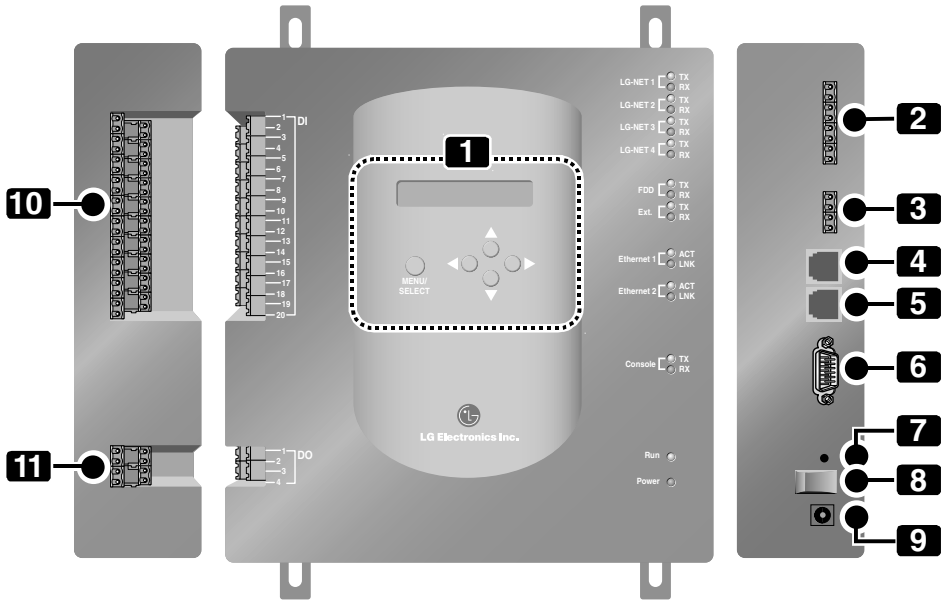 1
2
3
4
5
6
7
8
9
10
11
DI
1
2
3
4
5
6
7
8
9
10
11
12
13
14
15
16
17
18
19
20
DO
1
2
3
4
MENU/
SELECT
LG Electronics Inc.
LG-NET 1 TX
RX
LG-NET 2 TX
RX
LG-NET 3 TX
RX
LG-NET 4 TX
RX
FDD TX
RX
Ext. TX
RX
Ethernet 1 ACT
LNK
Ethernet 2 ACT
LNK
Console TX
RX
Run
Power